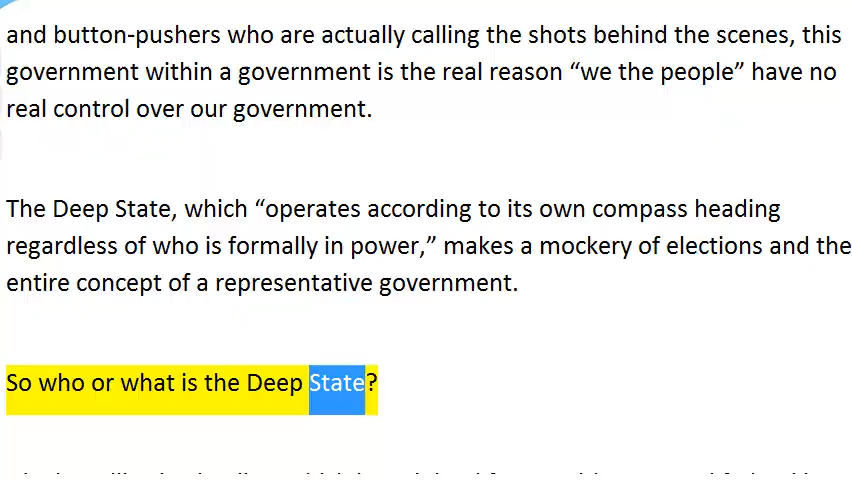 and button-pushers who are actually calling the shots behind the scenes, this
government within a government is the real reason “we the people” have no
real control over our government.
The Deep State, which “operates according to its own compass heading
regardless of who is formally in power,” makes a mockery of elections and the
entire concept of a representative government.
So who or what is the Deep State?